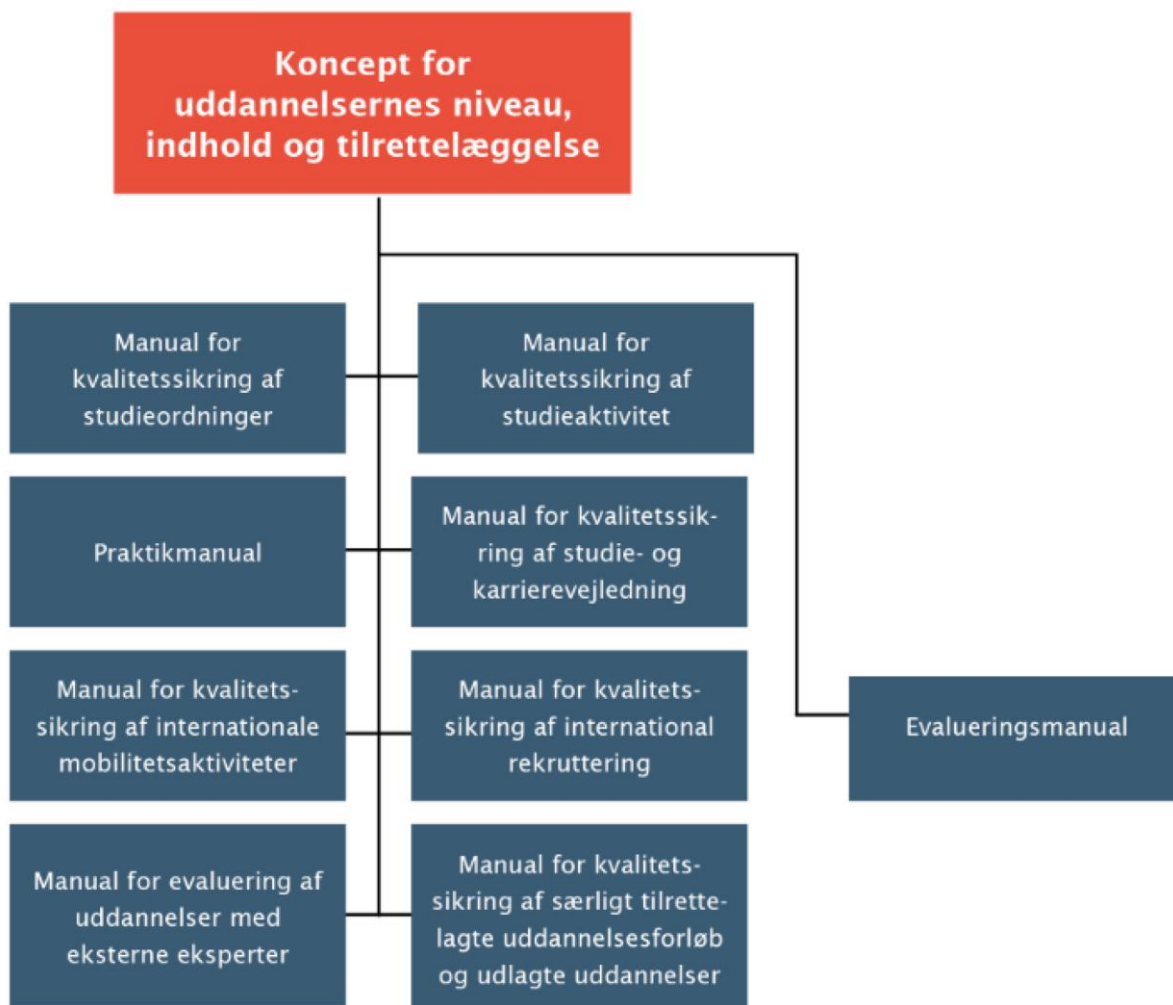 Koncept for
uddannelsernes niveau,
indhold og tilrettelæggelse
Manual for
kvalitetssikring af
studieordninger
Manual for
kvalitetssikring af
studieaktivitet
Praktikmanual
Manual for kvalitetssik-
ring af studie- og
karrierevejledning
Manual for kvalitets-
sikring af internationale
mobilitetsaktiviteter
Manual for kvalitets-
sikring af international
rekruttering
Evalueringsmanual
Manual for evaluering af
uddannelser med
eksterne eksperter
Manual for kvalitets-
sikring af særligt tilrette-
lagte uddannelsesforløb
og udlagte uddannelser